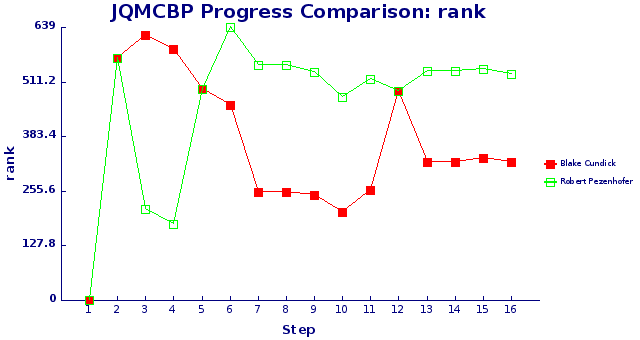 JQMCBP Progress Comparison: rank
639
511.2
383.4
255.6
127.8
0
rank
1 2 3 4 5 6 7 8 9 10 11 12 13 14 15 16
Step
Blake Cundick
Robert Pezenhofer